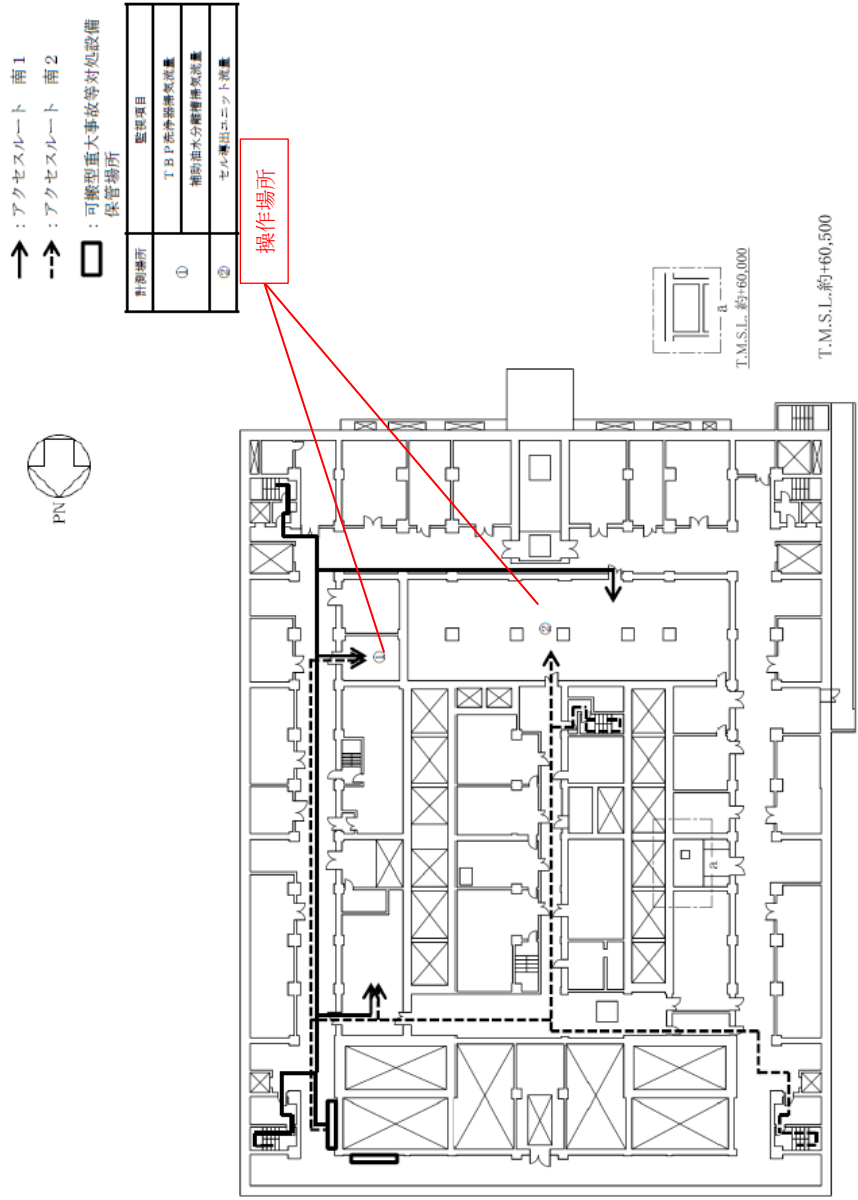 : アクセスルート 南1
: アクセスルート 南2
: 可搬型重大事故等対処設備
保管場所
計測場所 監視項目
① TBP洗浄器掃気流量
補助油水分離槽掃気流量
② セル導出ユニット流量
操作場所
PN
①
②
a
a
T.M.S.L. 約+60,000
T.M.S.L.約+60,500